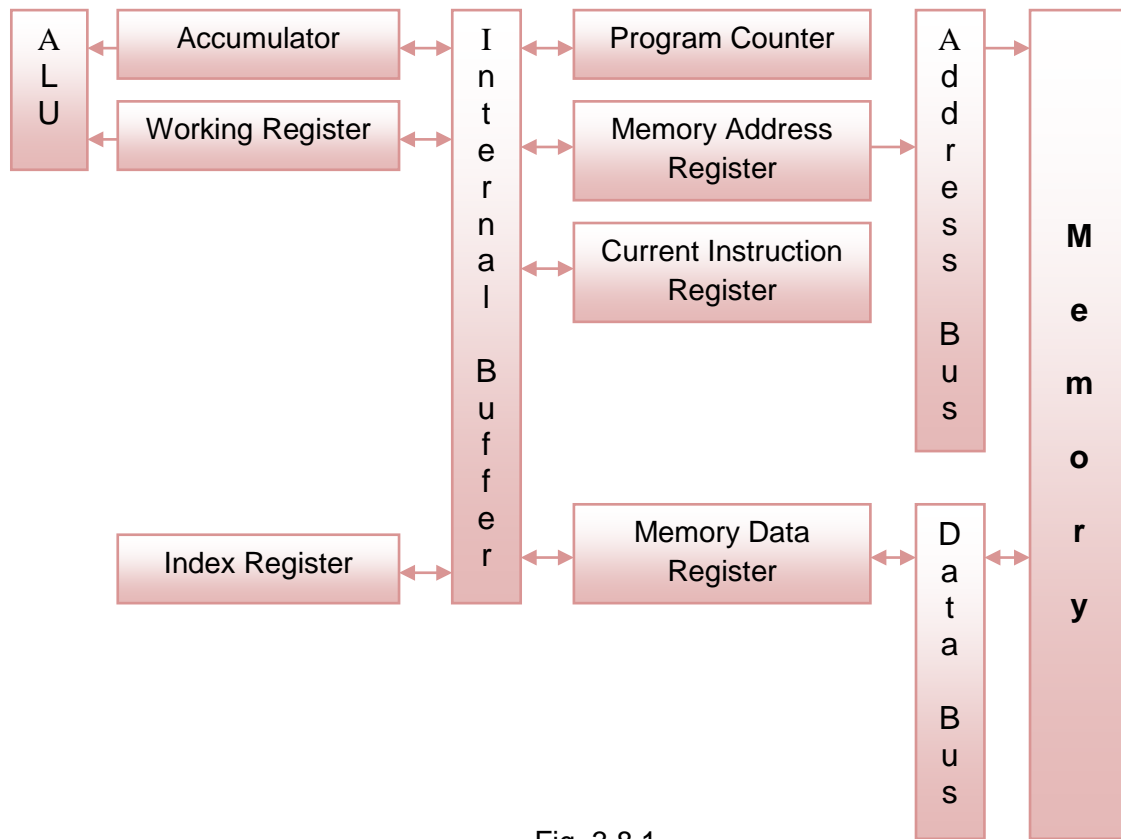 ALU
Accumulator
Working Register
Index Register
Internal Buffer
Program Counter
Memory Address
Register
Current Instruction
Register
Memory Data
Register
Address Bus
Data Bus
Memory